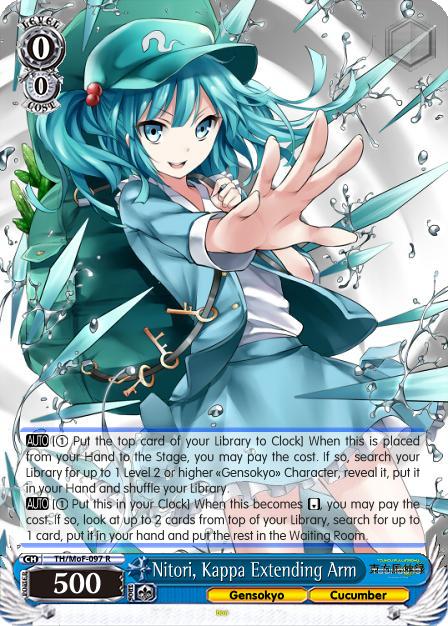 LEVEL
0
0
COST
?
AUTO [① Put the top card of your Library to Clock] When this is placed
from your Hand to the Stage, you may pay the cost. If so, search your
Library for up to 1 Level 2 or higher «Gensokyo» Character, reveal it, put it
in your Hand and shuffle your Library.
AUTO [① Put this in your Clock] When this becomes , you may pay the
cost. If so, look at up to 2 cards from top of your Library, search for up to
1 card, put it in your hand and put the rest in the Waiting Room.
CH TH/MoF-097 R
POWER 500 SOUL Nitori, Kappa Extending Arm
Gensokyo Cucumber